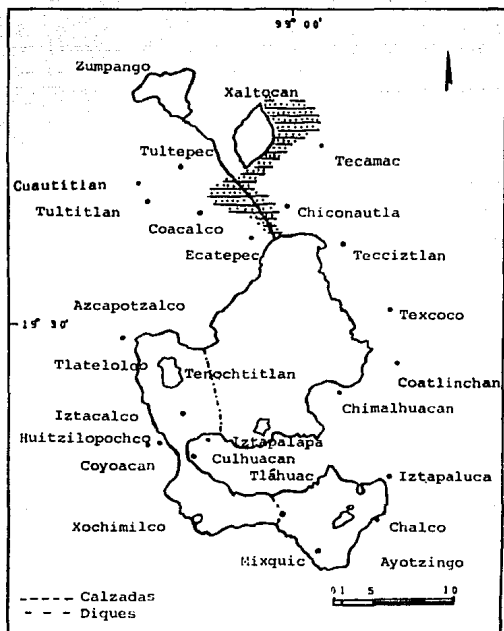 99° 00'
Zumpango
Xaltocan
Tultepec
Tecamac
Cuautitlan
Tultitlan
Chiconautla
Coacalco
Ecatepec
Tecciztlan
Azcapotzalco
Texcoco
19° 30'
Tlatelolco
Tenochtitlan
Coatlinchan
Chimalhuacan
Iztacalco
Huitzilopochco
Iztapalapa
Culhuacan
Coyoacan
Tláhuac
Iztapaluca
Xochimilco
Chalco
Mixquic
Ayotzingo
Calzadas
Diques
0 1 5 10